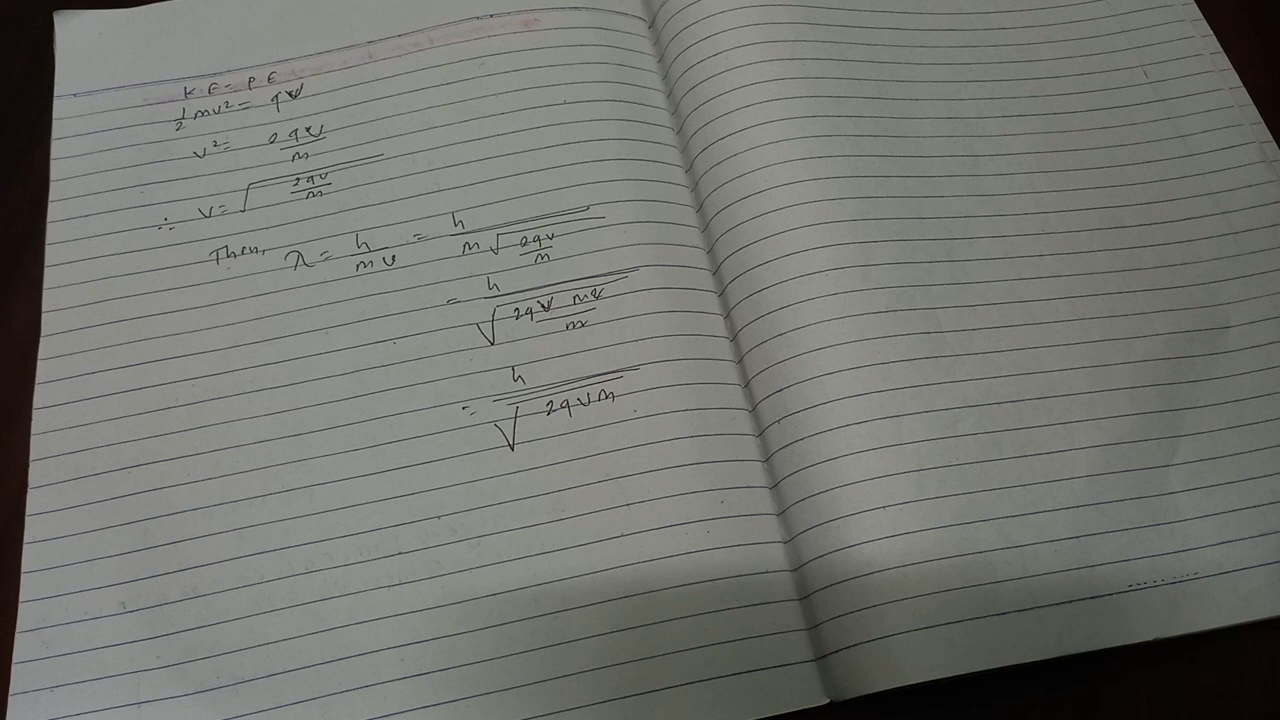 K.E = P.E
½ mv² = qV
v² = 2qV/m
∴ v = √(2qV/m)
Then, λ = h/mv = h/(m√(2qV/m))
= h/√(2qV m²/m)
= h/√(2qVm)